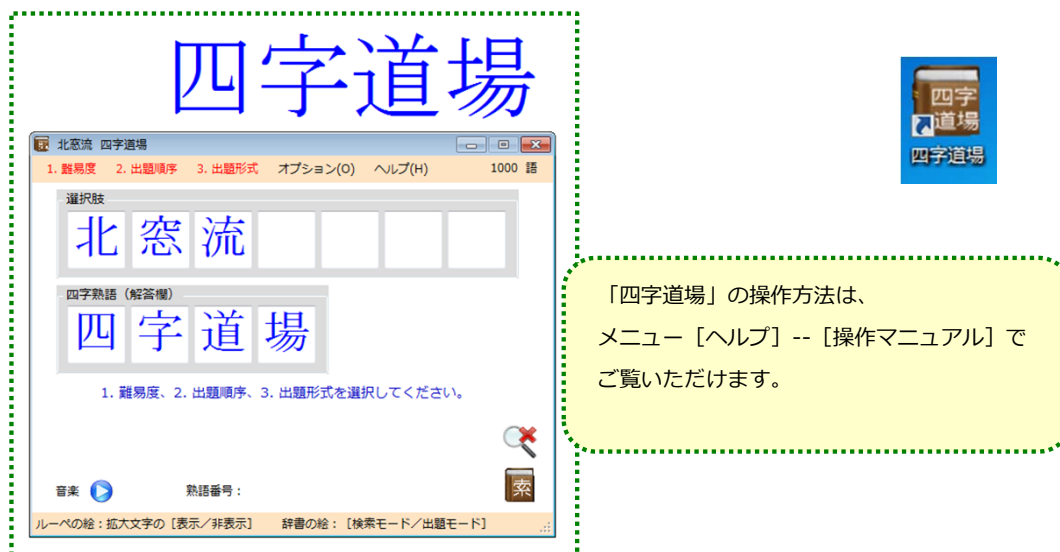 四字道場
北窓流 四字道場
1. 難易度 2. 出題順序 3. 出題形式 オプション(O) ヘルプ(H) 1000 語
選択肢
北 窓 流
四字熟語（解答欄）
四 字 道 場
1. 難易度、2. 出題順序、3. 出題形式を選択してください。
索
音楽 熟語番号：
ルーペの絵：拡大文字の［表示／非表示］ 辞書の絵：［検索モード／出題モード］
四字
道場
四字道場
「四字道場」の操作方法は、
メニュー［ヘルプ］--［操作マニュアル］で
ご覧いただけます。